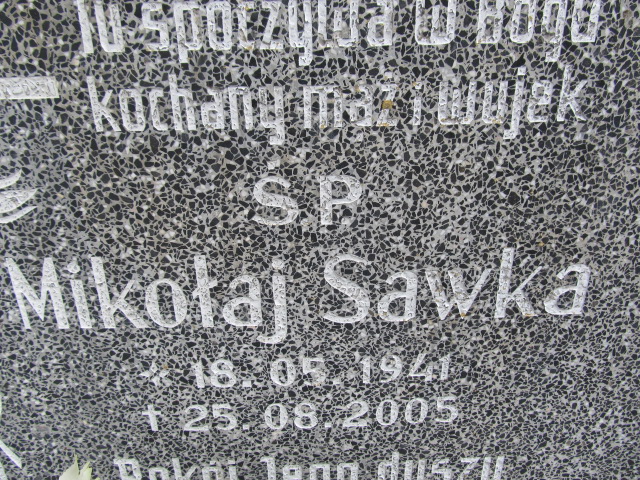 Tu spoczywa w Bogu
kochany mąż i wujek
Ś.P.
Mikołaj Sawka
* 18. 05. 1941
† 25. 08. 2005
Pokój Jego duszy